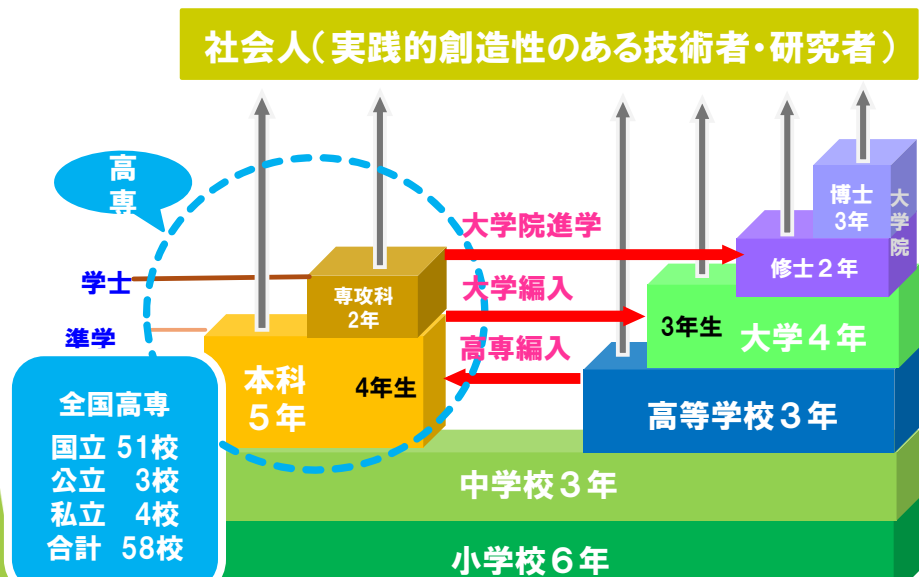 社会人（実践的創造性のある技術者・研究者）
高
専
学士
準学
専攻科
2年
本科
５年
4年生
大学院進学
大学編入
高専編入
博士
3年
大
学
院
修士２年
3年生
大学４年
高等学校３年
中学校３年
小学校６年
全国高専
国立 51校
公立 3校
私立 4校
合計 58校